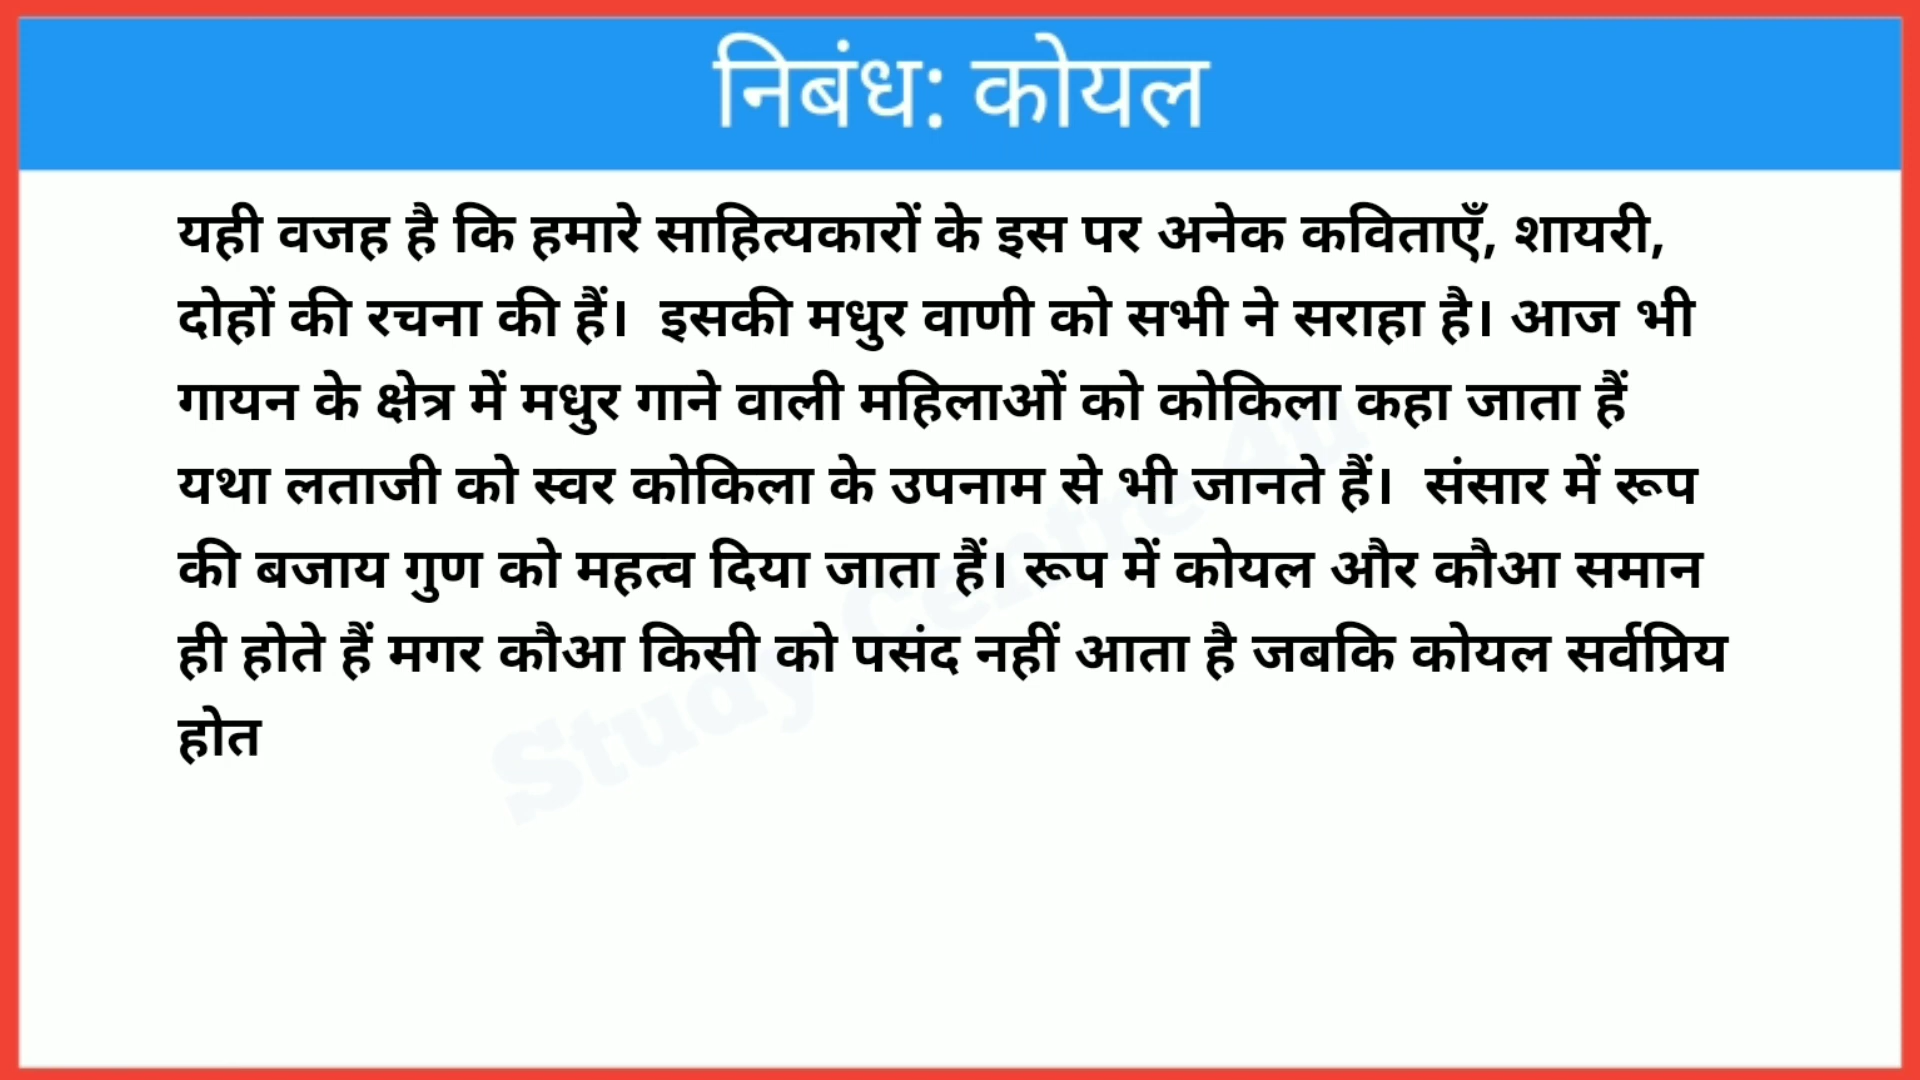 निबंध: कोयल
यही वजह है कि हमारे साहित्यकारों के इस पर अनेक कविताएँ, शायरी,
दोहों की रचना की हैं। इसकी मधुर वाणी को सभी ने सराहा है। आज भी
गायन के क्षेत्र में मधुर गाने वाली महिलाओं को कोकिला कहा जाता हैं
यथा लताजी को स्वर कोकिला के उपनाम से भी जानते हैं। संसार में रूप
की बजाय गुण को महत्व दिया जाता हैं। रूप में कोयल और कौआ समान
ही होते हैं मगर कौआ किसी को पसंद नहीं आता है जबकि कोयल सर्वप्रिय
होत
Study Centre4u